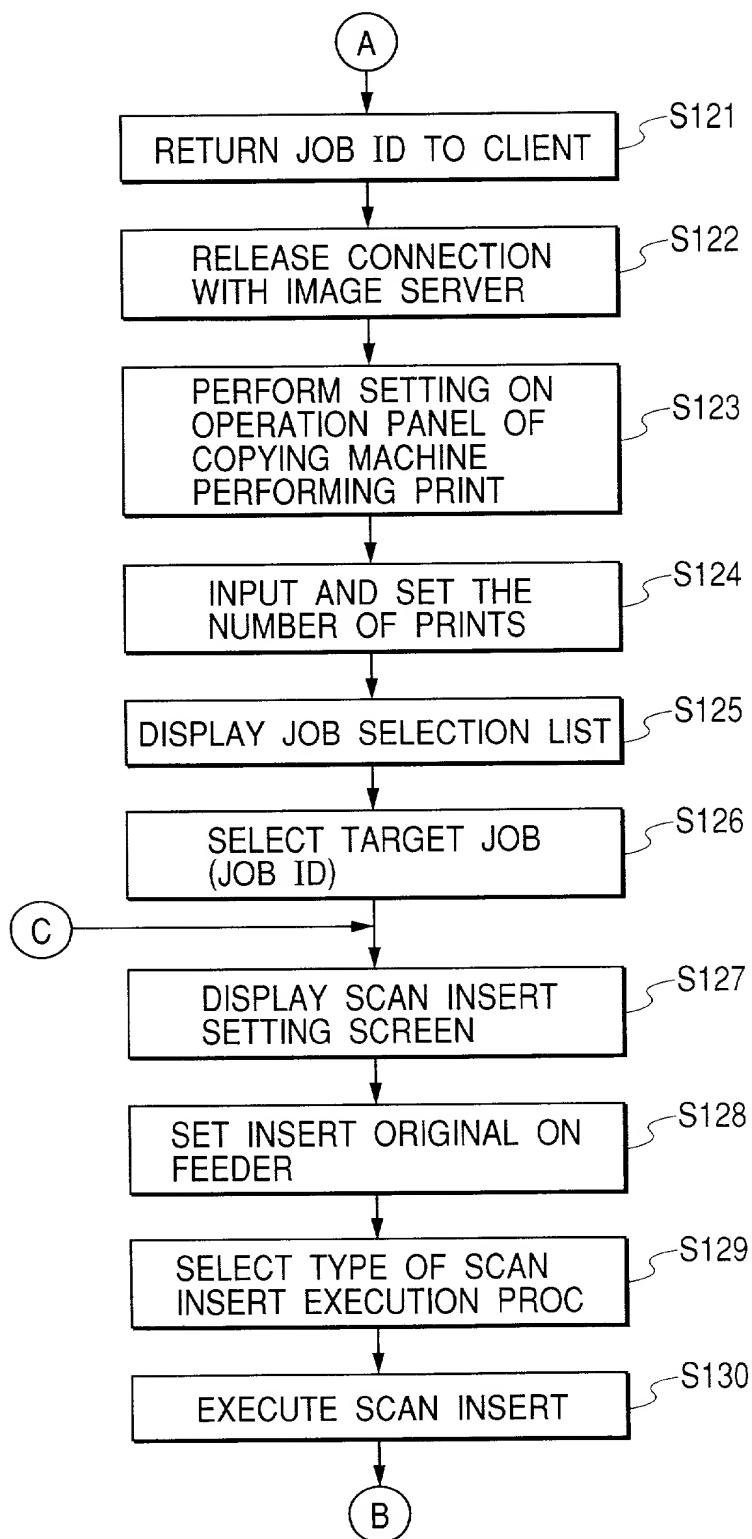 A
RETURN JOB ID TO CLIENT
S121
RELEASE CONNECTION
WITH IMAGE SERVER
S122
PERFORM SETTING ON
OPERATION PANEL OF
COPYING MACHINE
PERFORMING PRINT
S123
INPUT AND SET THE
NUMBER OF PRINTS
S124
DISPLAY JOB SELECTION LIST
S125
SELECT TARGET JOB
(JOB ID)
S126
C
DISPLAY SCAN INSERT
SETTING SCREEN
S127
SET INSERT ORIGINAL ON
FEEDER
S128
SELECT TYPE OF SCAN
INSERT EXECUTION PROC
S129
EXECUTE SCAN INSERT
S130
B